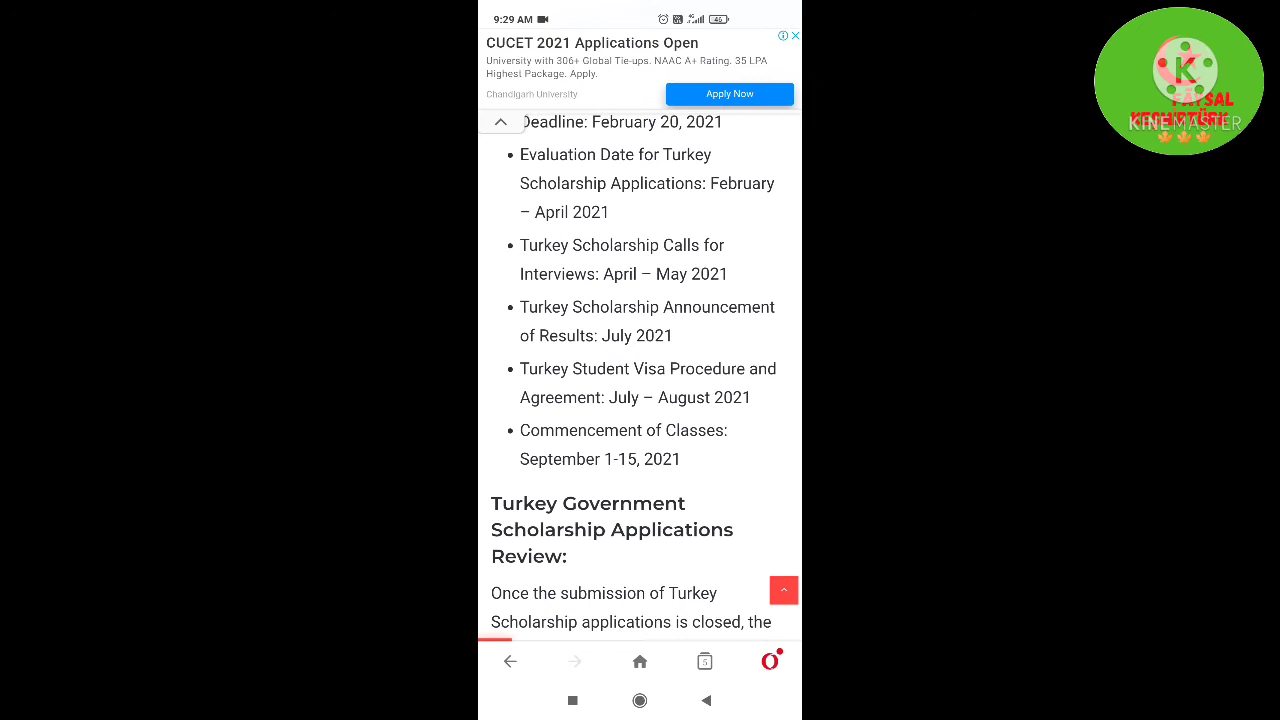 9:29 AM
4G
46
CUCET 2021 Applications Open
University with 306+ Global Tie-ups. NAAC A+ Rating. 35 LPA
Highest Package. Apply.
Chandigarh University
Apply Now
Deadline: February 20, 2021
• Evaluation Date for Turkey
Scholarship Applications: February
– April 2021
• Turkey Scholarship Calls for
Interviews: April – May 2021
• Turkey Scholarship Announcement
of Results: July 2021
• Turkey Student Visa Procedure and
Agreement: July – August 2021
• Commencement of Classes:
September 1-15, 2021
Turkey Government
Scholarship Applications
Review:
Once the submission of Turkey
Scholarship applications is closed, the
5
K
FAYSAL
KINEMASTER